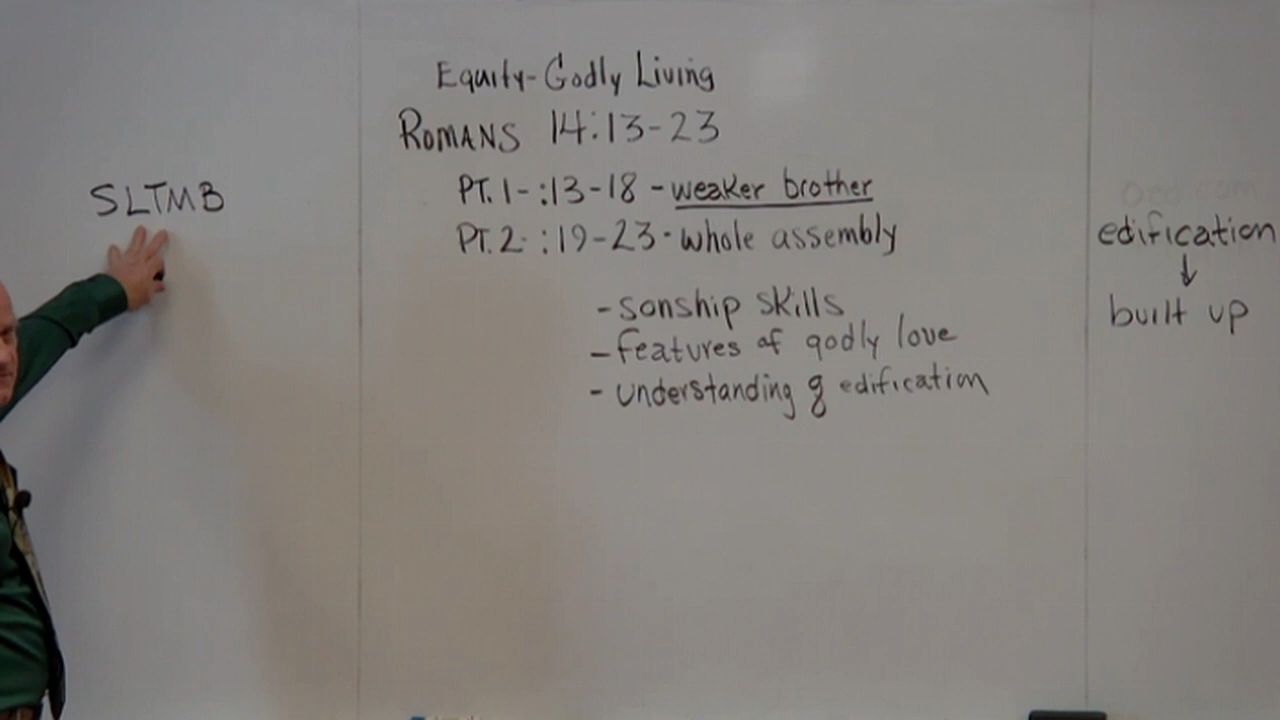 SLTMB
Equity-Godly Living
ROMANS 14:13-23
PT. 1- :13-18 - weaker brother
PT. 2 :19-23 - whole assembly
- sonship skills
- features of godly love
- understanding of edification
edification
↓
built up